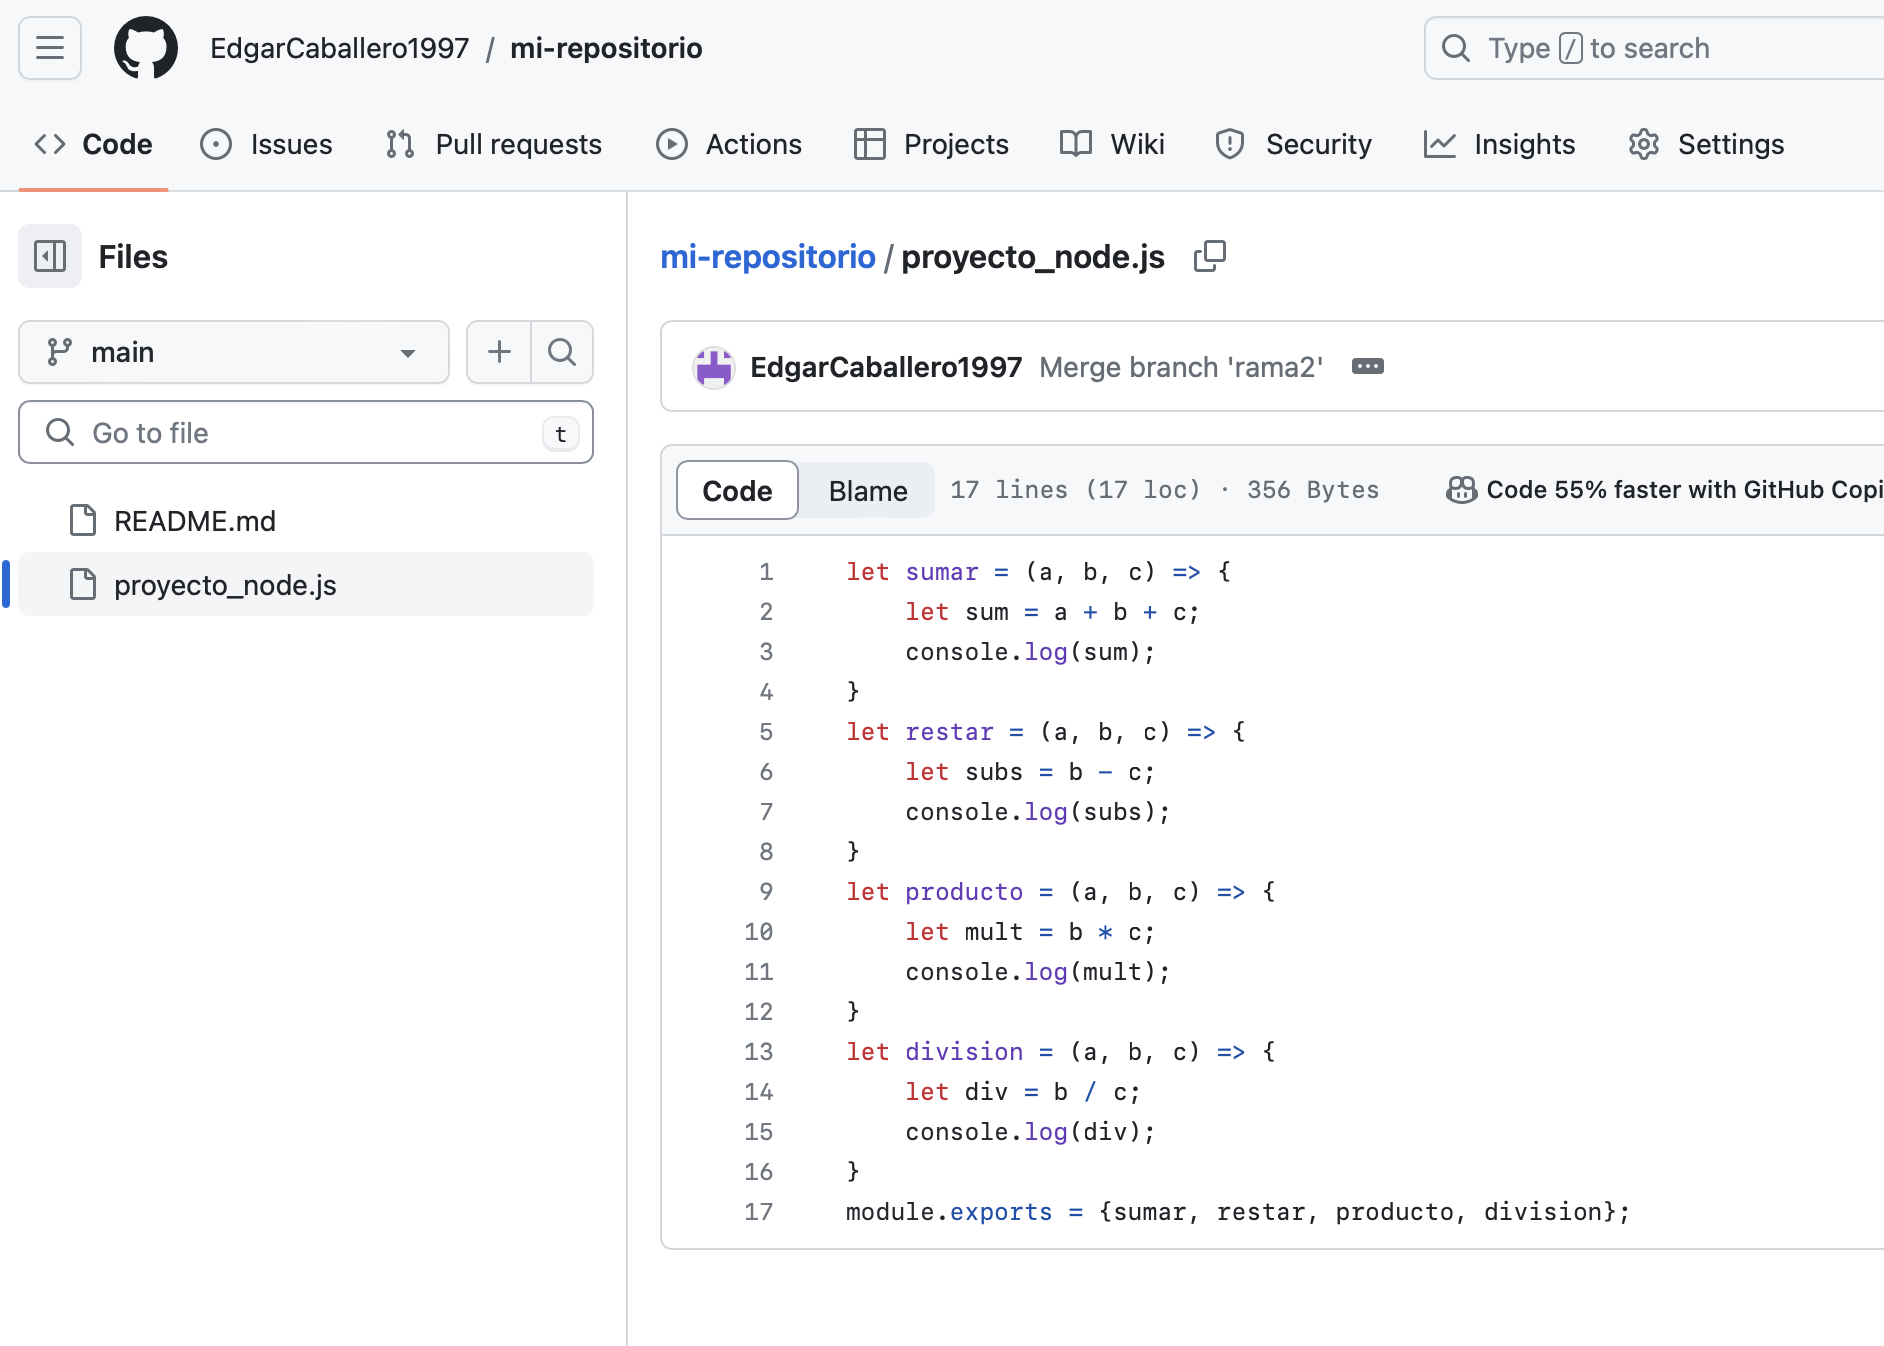 EdgarCaballero1997 / mi-repositorio
Type / to search
Code Issues Pull requests Actions Projects Wiki Security Insights Settings
Files
main
Go to file t
README.md
proyecto_node.js
mi-repositorio / proyecto_node.js
EdgarCaballero1997 Merge branch 'rama2'
Code Blame 17 lines (17 loc) · 356 Bytes Code 55% faster with GitHub Copi
1 let sumar = (a, b, c) => {
2     let sum = a + b + c;
3     console.log(sum);
4 }
5 let restar = (a, b, c) => {
6     let subs = b - c;
7     console.log(subs);
8 }
9 let producto = (a, b, c) => {
10     let mult = b * c;
11     console.log(mult);
12 }
13 let division = (a, b, c) => {
14     let div = b / c;
15     console.log(div);
16 }
17 module.exports = {sumar, restar, producto, division};